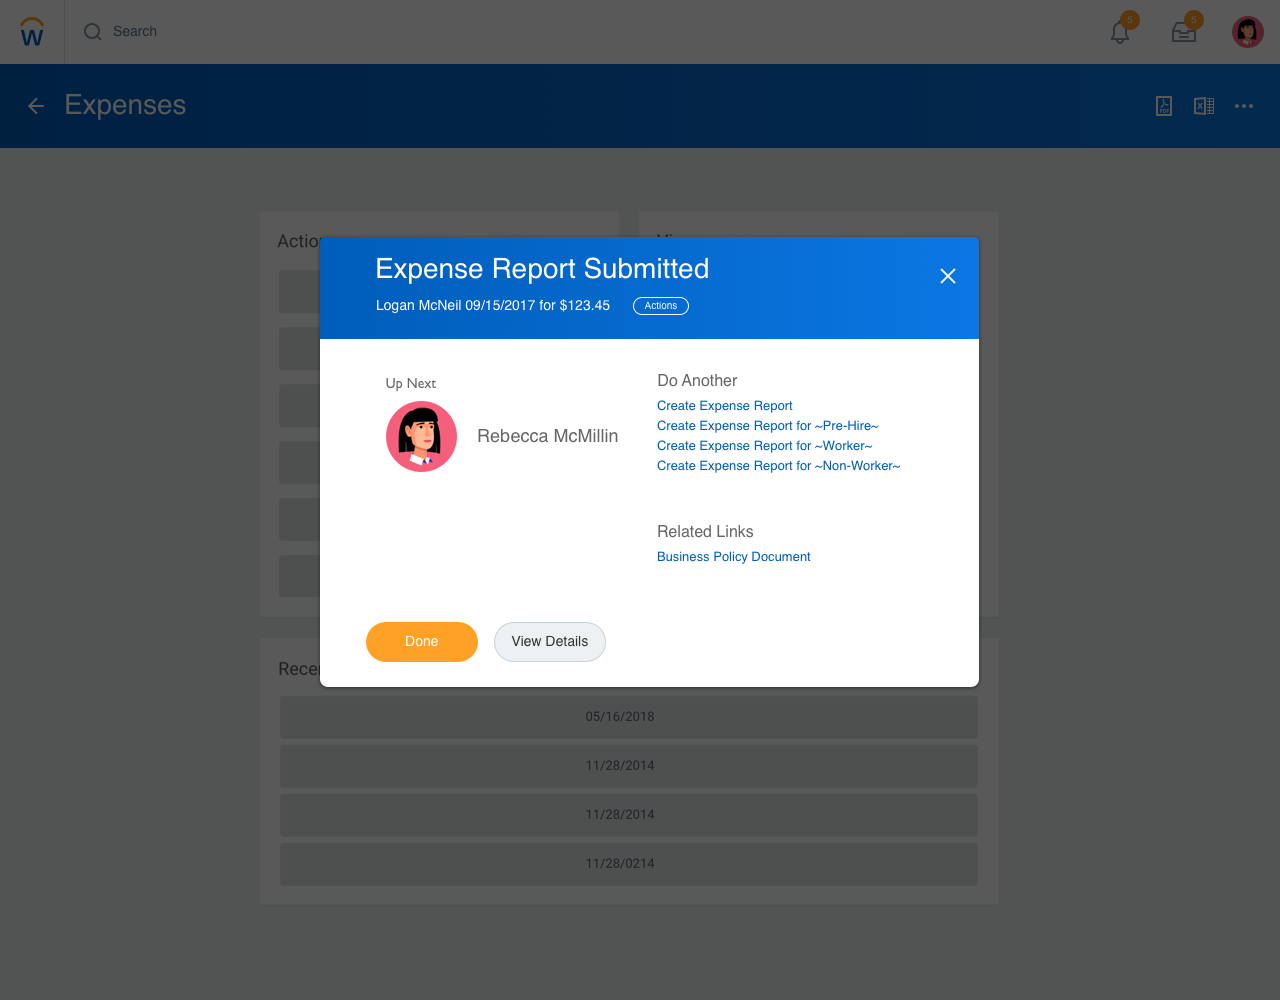 W
Search
5
5
Expenses
PDF
X
Expense Report Submitted
Logan McNeil 09/15/2017 for $123.45
Actions
Up Next
Rebecca McMillin
Do Another
Create Expense Report
Create Expense Report for ~Pre-Hire~
Create Expense Report for ~Worker~
Create Expense Report for ~Non-Worker~
Related Links
Business Policy Document
Done
View Details
05/16/2018
11/28/2014
11/28/2014
11/28/0214